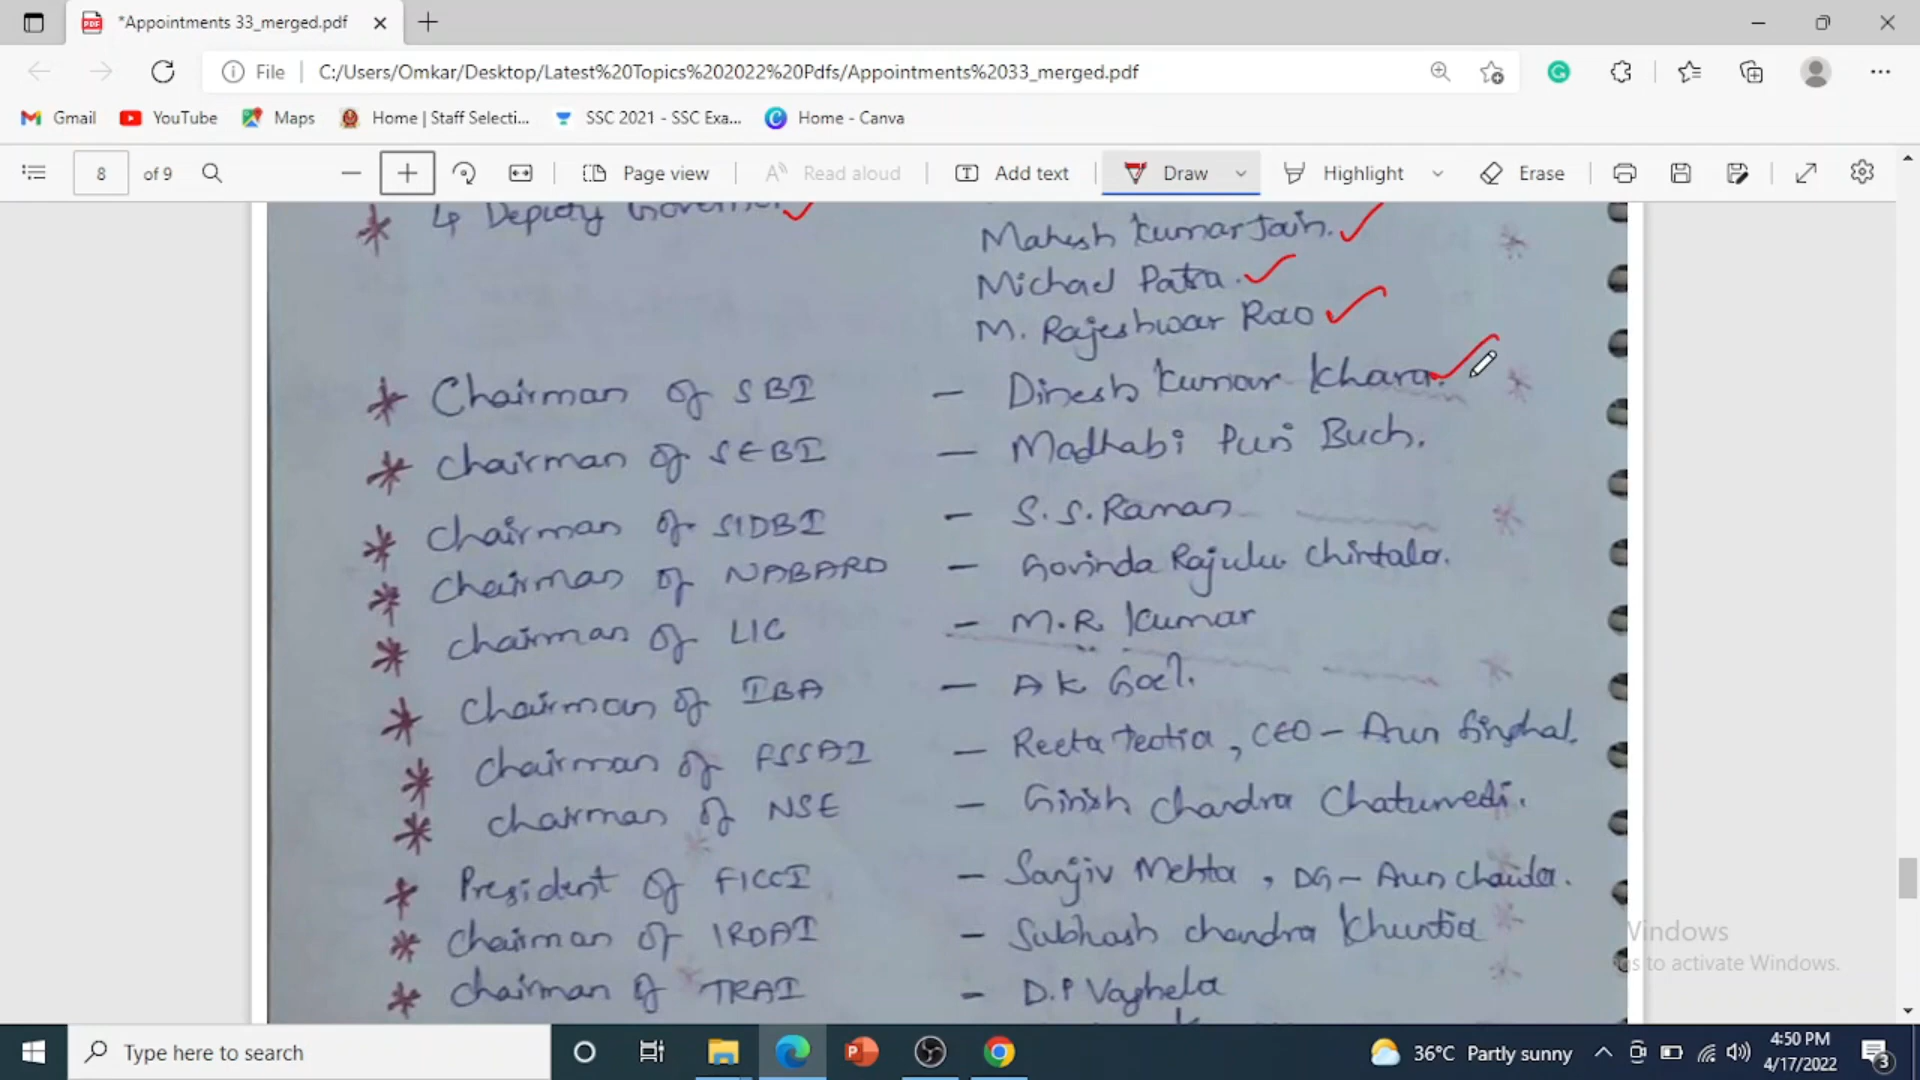 *Appointments 33_merged.pdf
File C:/Users/Omkar/Desktop/Latest%20Topics%202022%20Pdfs/Appointments%2033_merged.pdf
Gmail YouTube Maps Home | Staff Selecti... SSC 2021 - SSC Exa... Home - Canva
8 of 9 Page view Read aloud Add text Draw Highlight Erase
* 4 Deputy Governor.
Mahesh Kumar Jain.
Michael Patra.
M. Rajeshwar Rao
* Chairman of SBI – Dinesh Kumar Khara.
* Chairman of SEBI – Madhabi Puri Buch.
* Chairman of SIDBI – S.S. Raman
* Chairman of NABARD – Govinda Rajulu Chintala.
* Chairman of LIC – M.R. Kumar
* Chairman of IBA – A K Goel.
* Chairman of FSSAI – Reeta Teotia, CEO – Arun Singhal.
* Chairman of NSE – Girish Chandra Chaturvedi.
* President of FICCI – Sanjiv Mehta, DG – Arun Chawla.
* Chairman of IRDAI – Subhash Chandra Khuntia
* Chairman of TRAI – D.P Vaghela
Windows
gs to activate Windows.
Type here to search 36°C Partly sunny 4:50 PM
4/17/2022 3